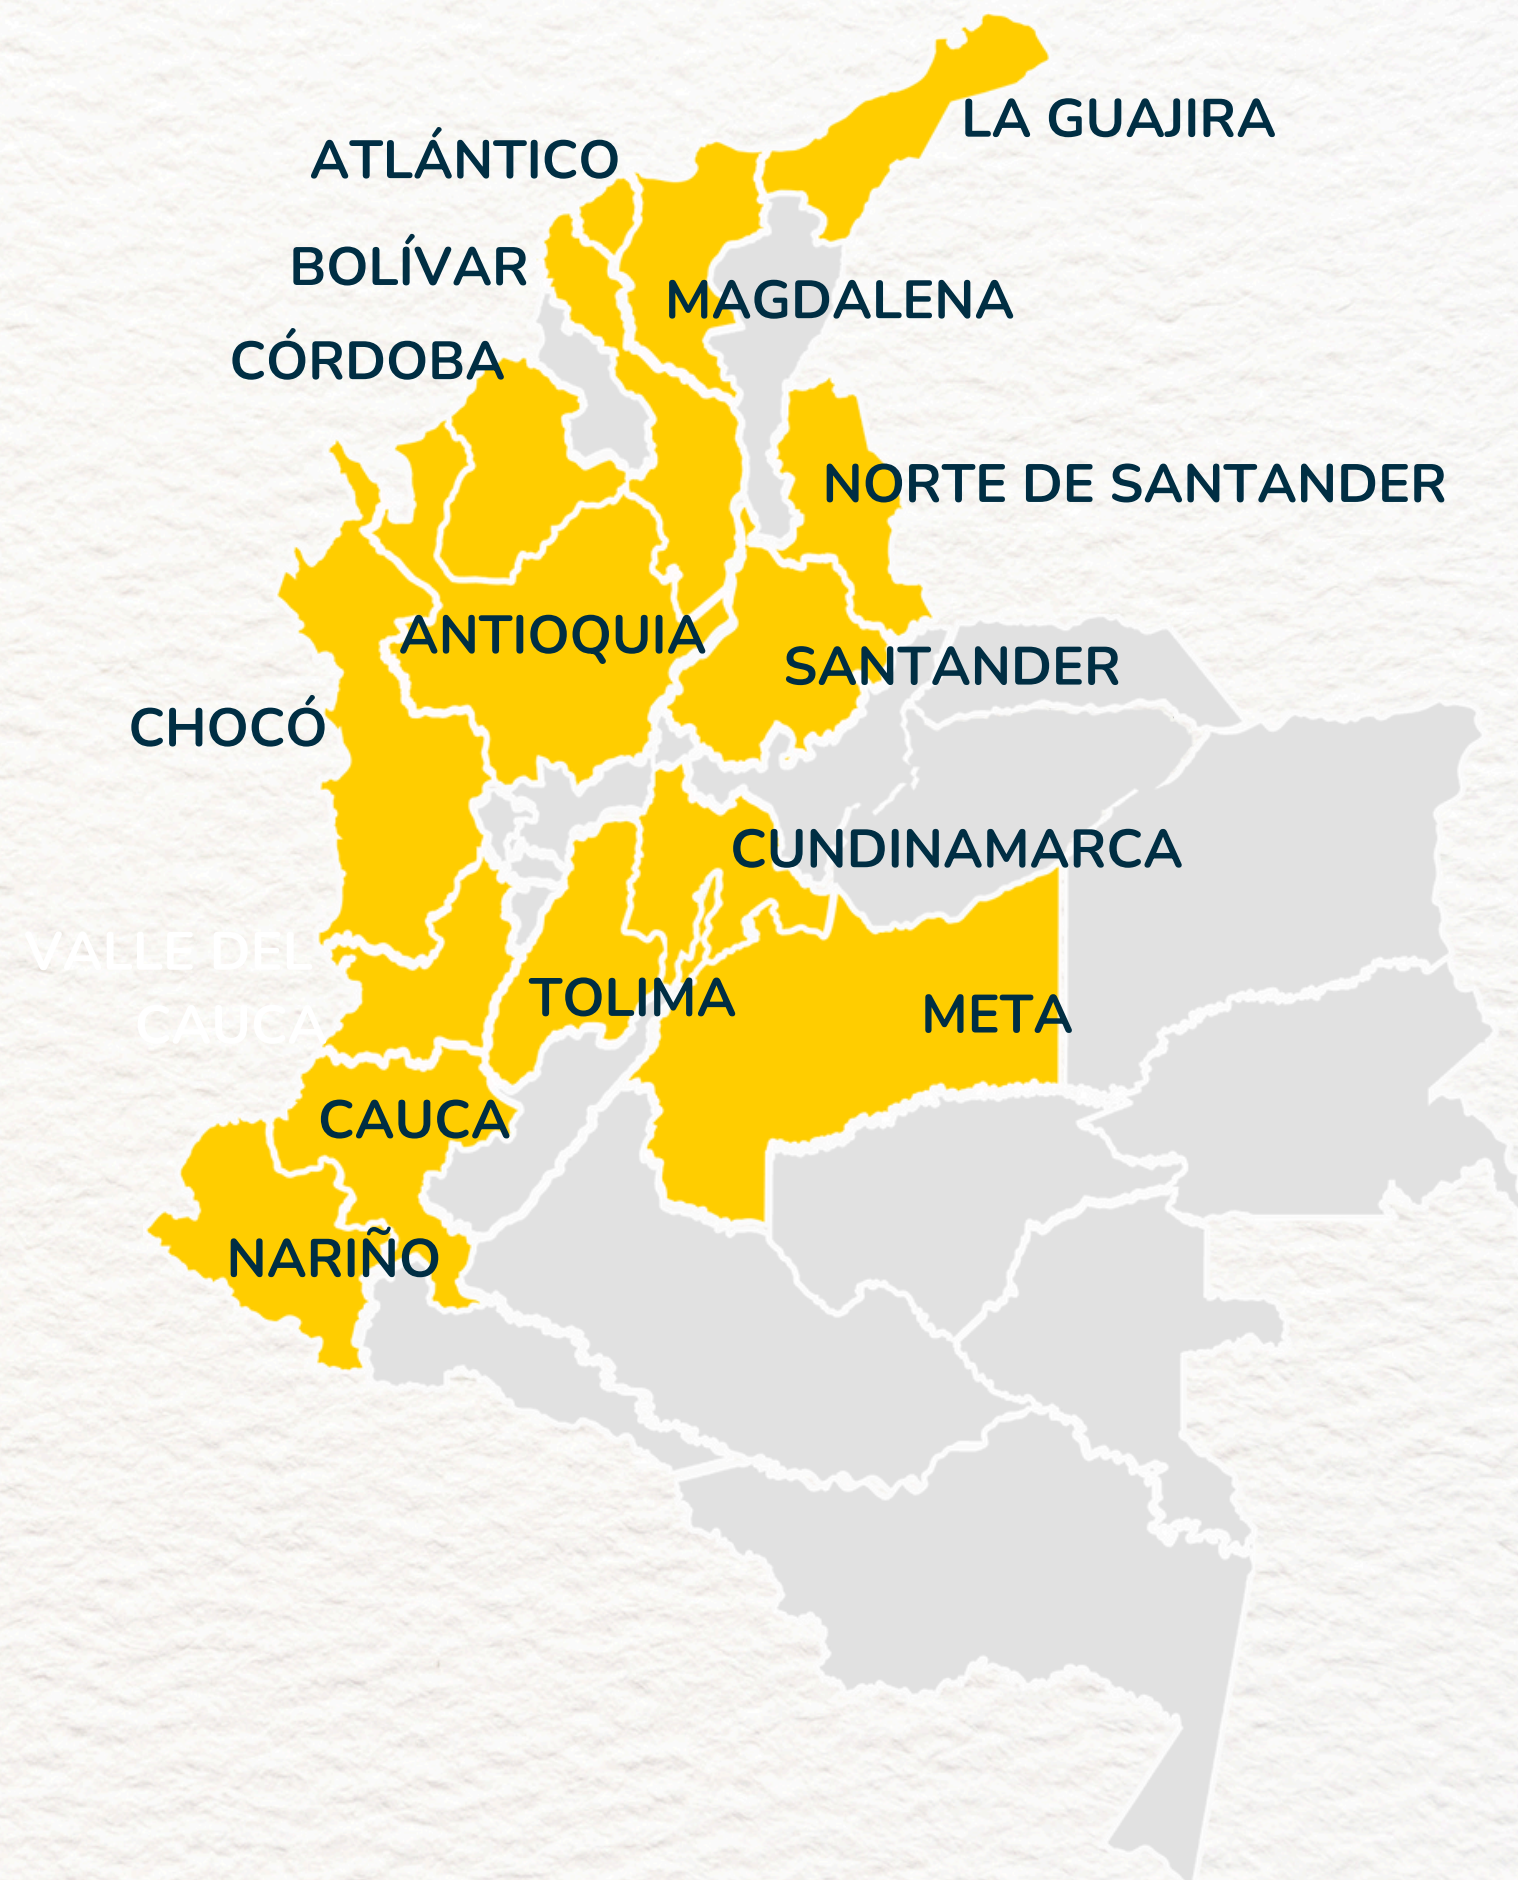 LA GUAJIRA
ATLÁNTICO
BOLÍVAR
MAGDALENA
CÓRDOBA
NORTE DE SANTANDER
ANTIOQUIA
SANTANDER
CHOCÓ
CUNDINAMARCA
VALLE DEL
CAUCA
TOLIMA
META
CAUCA
NARIÑO